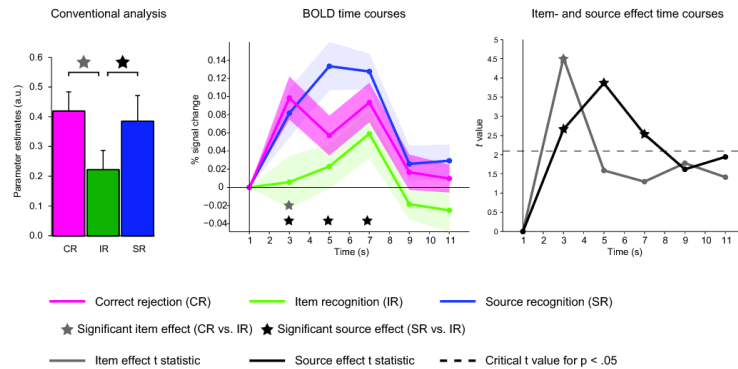 Conventional analysis
BOLD time courses
Item- and source effect time courses
Parameter estimates (a.u.)
0.6
0.5
0.4
0.3
0.2
0.1
0.0
CR IR SR
% signal change
0.14
0.12
0.10
0.08
0.06
0.04
0.02
0
−0.02
−0.04
1 2 3 4 5 6 7 8 9 10 11
Time (s)
t value
5
4.5
4
3.5
3
2.5
2
1.5
1
0.5
0
1 2 3 4 5 6 7 8 9 10 11
Time (s)
Correct rejection (CR) Item recognition (IR) Source recognition (SR)
Significant item effect (CR vs. IR) Significant source effect (SR vs. IR)
Item effect t statistic Source effect t statistic Critical t value for p < .05